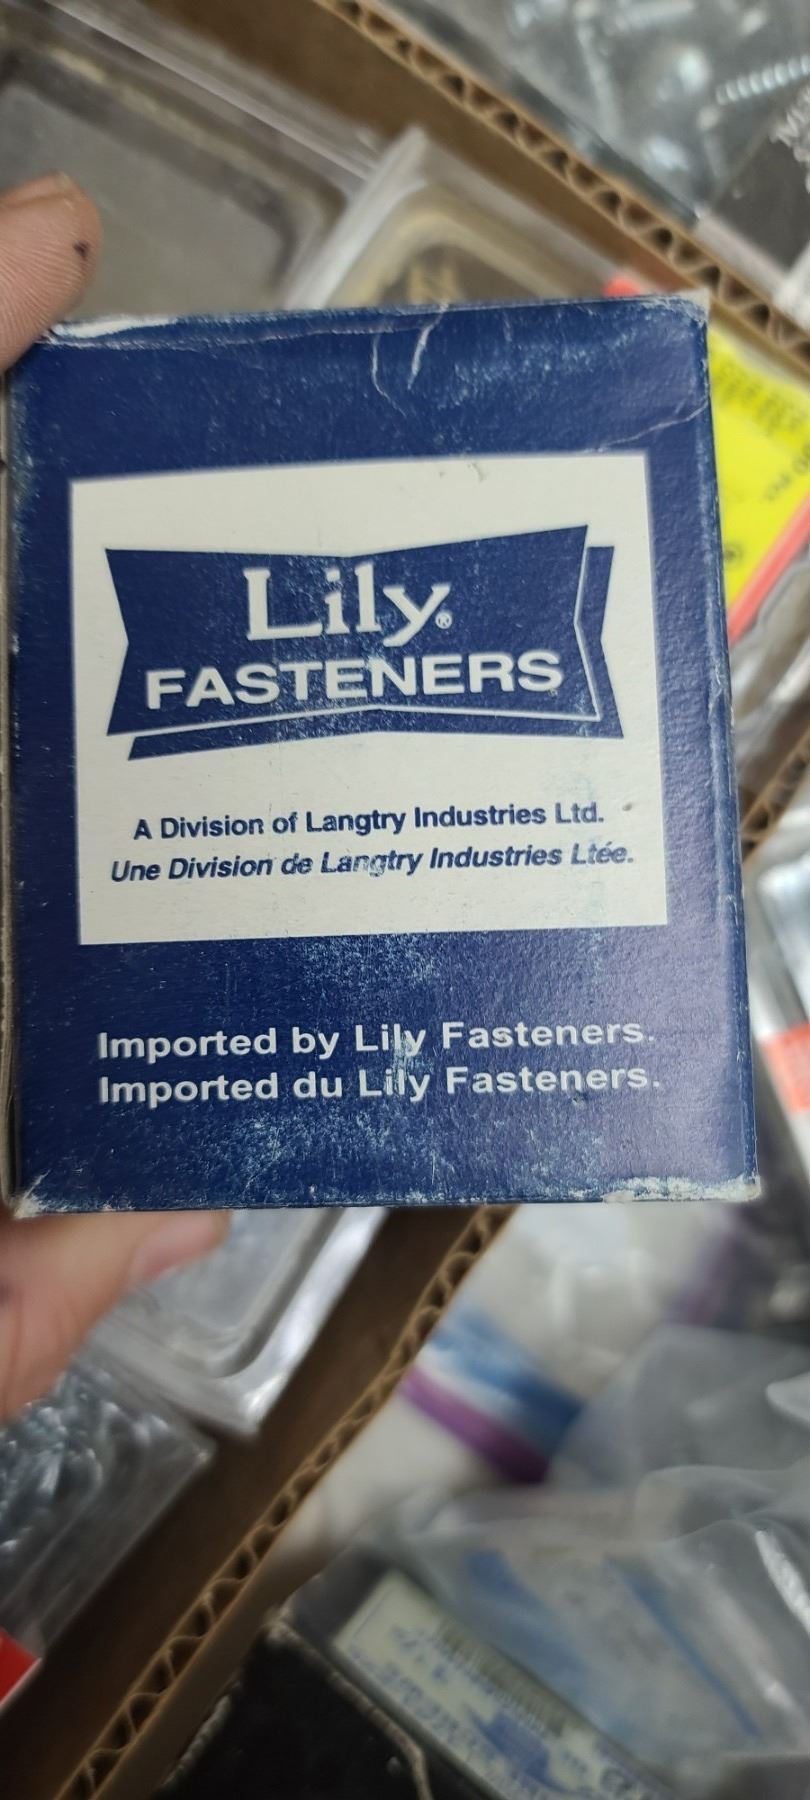 Lily®
FASTENERS
A Division of Langtry Industries Ltd.
Une Division de Langtry Industries Ltée.
Imported by Lily Fasteners.
Imported du Lily Fasteners.